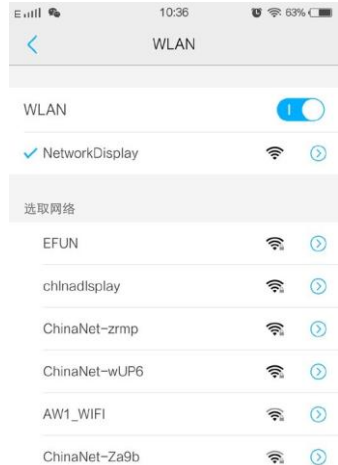 E 10:36 63%
WLAN
WLAN
NetworkDisplay
选取网络
EFUN
chlnadlsplay
ChinaNet-zrmp
ChinaNet-wUP6
AW1_WIFI
ChinaNet-Za9b